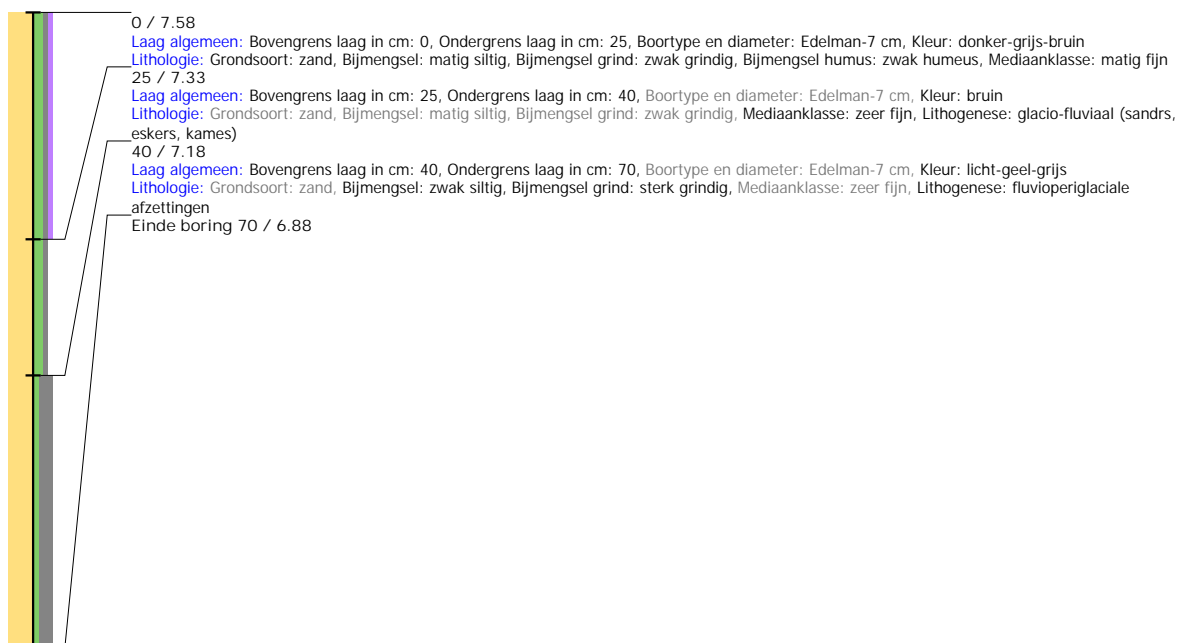 0 / 7.58
Laag algemeen: Bovengrens laag in cm: 0, Ondergrens laag in cm: 25, Boortype en diameter: Edelman-7 cm, Kleur: donker-grijs-bruin
Lithologie: Grondsoort: zand, Bijmengsel: matig siltig, Bijmengsel grind: zwak grindig, Bijmengsel humus: zwak humeus, Mediaanklasse: matig fijn
25 / 7.33
Laag algemeen: Bovengrens laag in cm: 25, Ondergrens laag in cm: 40, Boortype en diameter: Edelman-7 cm, Kleur: bruin
Lithologie: Grondsoort: zand, Bijmengsel: matig siltig, Bijmengsel grind: zwak grindig, Mediaanklasse: zeer fijn, Lithogenese: glacio-fluviaal (sandrs,
eskers, kames)
40 / 7.18
Laag algemeen: Bovengrens laag in cm: 40, Ondergrens laag in cm: 70, Boortype en diameter: Edelman-7 cm, Kleur: licht-geel-grijs
Lithologie: Grondsoort: zand, Bijmengsel: zwak siltig, Bijmengsel grind: sterk grindig, Mediaanklasse: zeer fijn, Lithogenese: fluvioperiglaciale
afzettingen
Einde boring 70 / 6.88